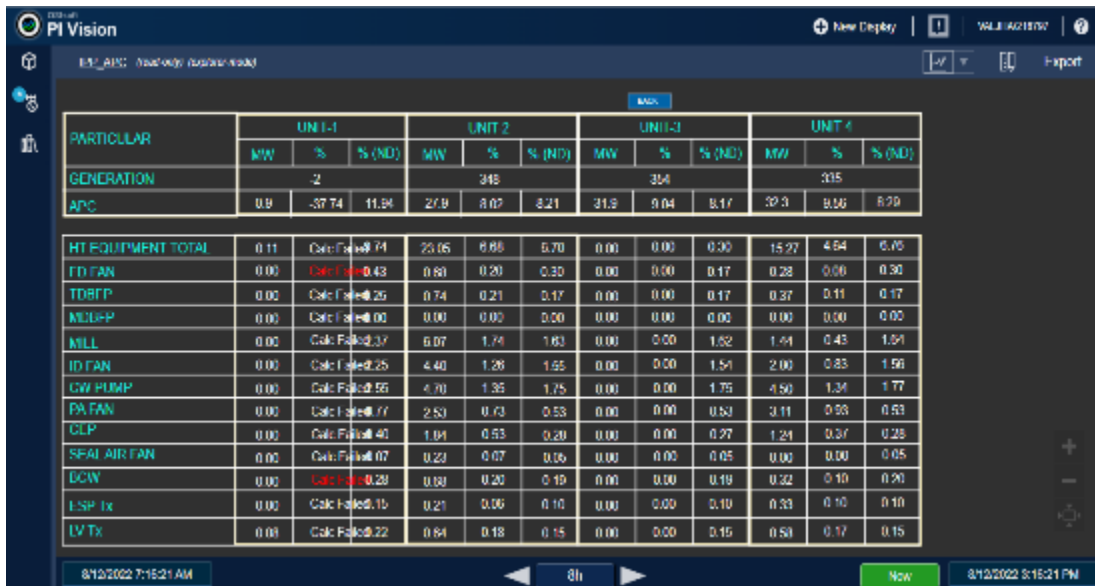 OSIsoft
PI Vision
New Display
IPP_APC (read-only) (explorer-mode)
Export
BACK
PARTICULAR UNIT-1 UNIT 2 UNIT-3 UNIT 4
MW % % (ND) MW % % (ND) MW % % (ND) MW % % (ND)
GENERATION -2 348 354 335
APC 0.9 -37.74 11.94 27.9 8.02 8.21 31.9 9.04 8.17 32.3 9.56 8.29
HT EQUIPMENT TOTAL 0.11 Calc Failed 23.05 6.68 6.70 0.00 0.00 15.27 4.64 6.76
FD FAN 0.00 Calc Failed 0.43 0.20 0.30 0.00 0.00 0.17 0.28 0.08 0.30
TDBFP 0.00 Calc Failed 0.74 0.21 0.17 0.00 0.00 0.17 0.37 0.11 0.17
MDBFP 0.00 Calc Failed 0.00 0.00 0.00 0.00 0.00 0.00 0.00 0.00 0.00
MILL 0.00 Calc Failed 6.07 1.74 1.63 0.00 0.00 1.62 1.44 0.43 1.64
ID FAN 0.00 Calc Failed 4.40 1.26 1.55 0.00 0.00 1.54 0.83 1.56
CW PUMP 0.00 Calc Failed 4.70 1.35 1.75 0.00 0.00 1.75 4.50 1.34 1.77
PA FAN 0.00 Calc Failed 2.53 0.73 0.53 0.00 0.00 0.53 3.11 0.93 0.53
CEP 0.00 Calc Failed 1.84 0.53 0.28 0.00 0.00 0.27 1.24 0.37 0.28
SEAL AIR FAN 0.00 Calc Failed 0.23 0.07 0.05 0.00 0.00 0.05 0.00 0.00 0.05
BCW 0.00 Calc Failed 0.28 0.68 0.20 0.19 0.00 0.00 0.19 0.32 0.10 0.20
ESP Tx 0.00 Calc Failed 0.21 0.06 0.10 0.00 0.00 0.10 0.33 0.10 0.10
LV Tx 0.08 Calc Failed 0.64 0.18 0.15 0.00 0.00 0.15 0.58 0.17 0.15
8/12/2022 7:15:21 AM 8h Now 8/12/2022 3:15:21 PM